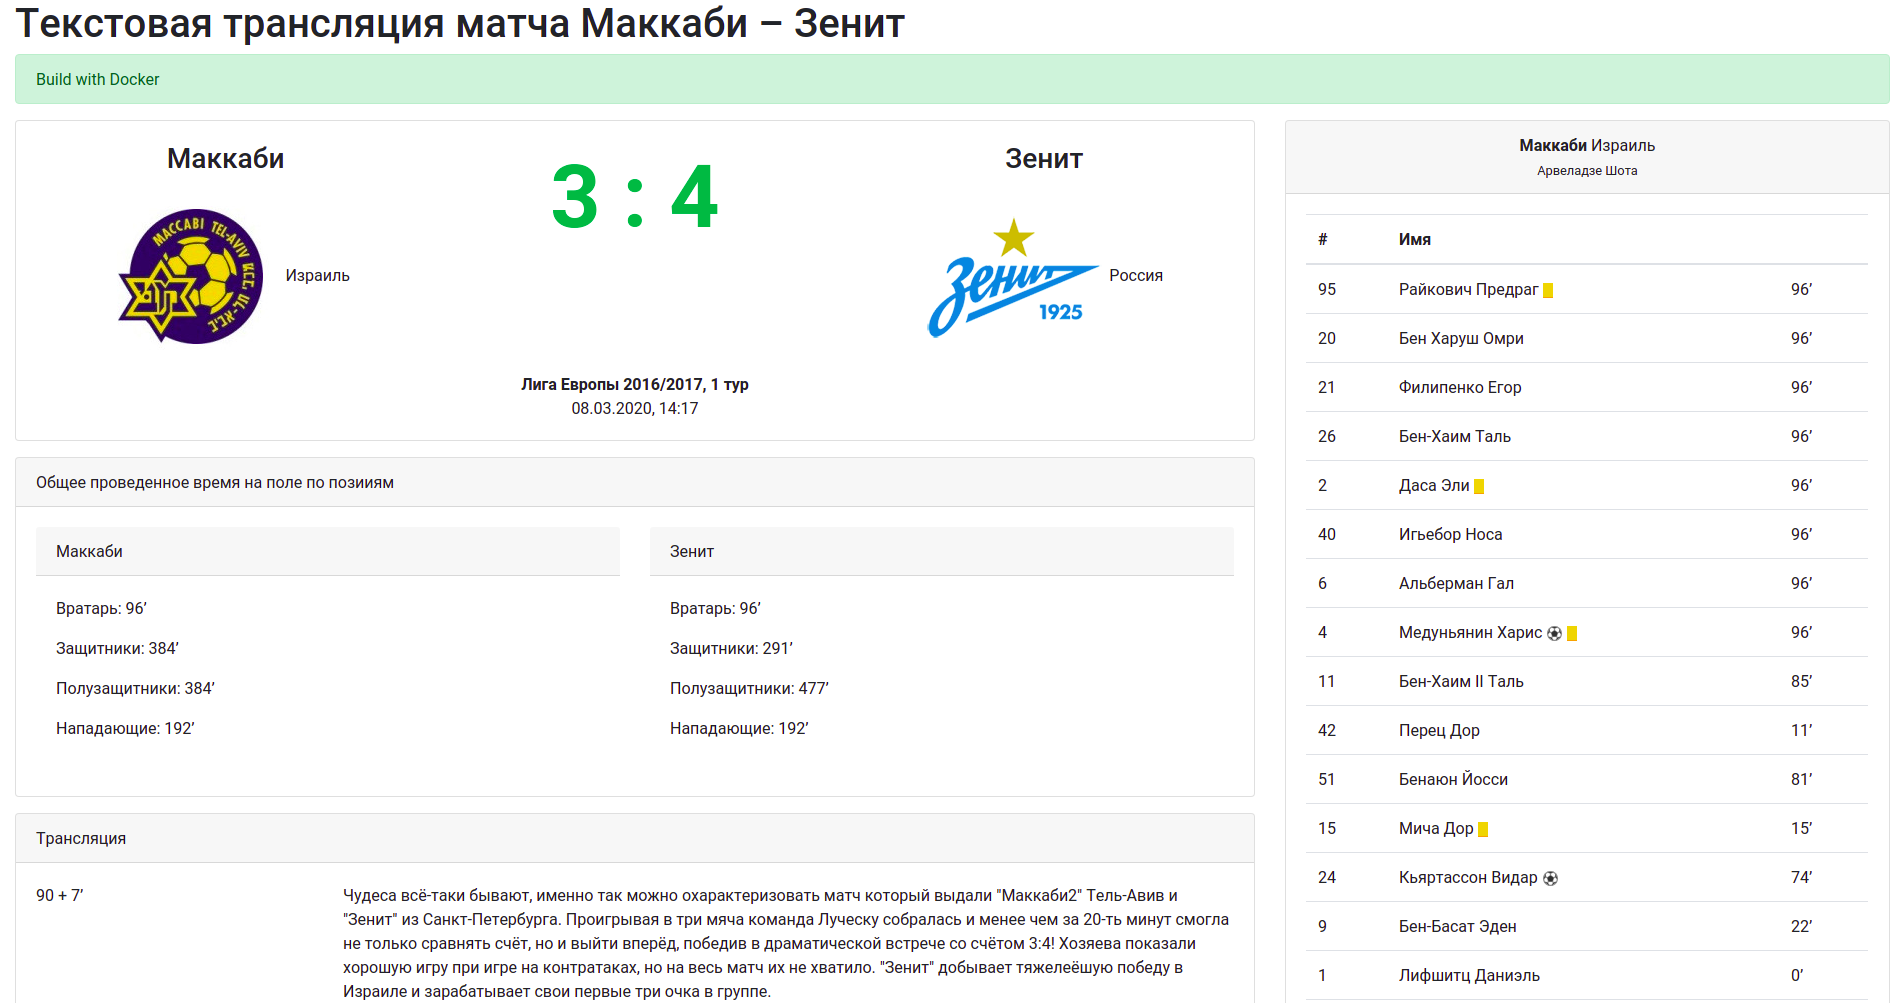 Текстовая трансляция матча Маккаби – Зенит
Build with Docker
Маккаби
3 : 4
Зенит
MACCABI TEL-AVIV
Израиль
Зенит
1925
Россия
Лига Европы 2016/2017, 1 тур
08.03.2020, 14:17
Общее проведенное время на поле по позииям
Маккаби
Вратарь: 96’
Защитники: 384’
Полузащитники: 384’
Нападающие: 192’
Зенит
Вратарь: 96’
Защитники: 291’
Полузащитники: 477’
Нападающие: 192’
Трансляция
90 + 7’
Чудеса всё-таки бывают, именно так можно охарактеризовать матч который выдали "Маккаби2" Тель-Авив и
"Зенит" из Санкт-Петербурга. Проигрывая в три мяча команда Луческу собралась и менее чем за 20-ть минут смогла
не только сравнять счёт, но и выйти вперёд, победив в драматической встрече со счётом 3:4! Хозяева показали
хорошую игру при игре на контратаках, но на весь матч их не хватило. "Зенит" добывает тяжелеёшую победу в
Израиле и зарабатывает свои первые три очка в группе.
Маккаби Израиль
Арвеладзе Шота
# Имя
95 Райкович Предраг 96’
20 Бен Харуш Омри 96’
21 Филипенко Егор 96’
26 Бен-Хаим Таль 96’
2 Даса Эли 96’
40 Игьебор Носа 96’
6 Альберман Гал 96’
4 Медуньянин Харис 96’
11 Бен-Хаим II Таль 85’
42 Перец Дор 11’
51 Бенаюн Йосси 81’
15 Мича Дор 15’
24 Кьяртассон Видар 74’
9 Бен-Басат Эден 22’
1 Лифшитц Даниэль 0’